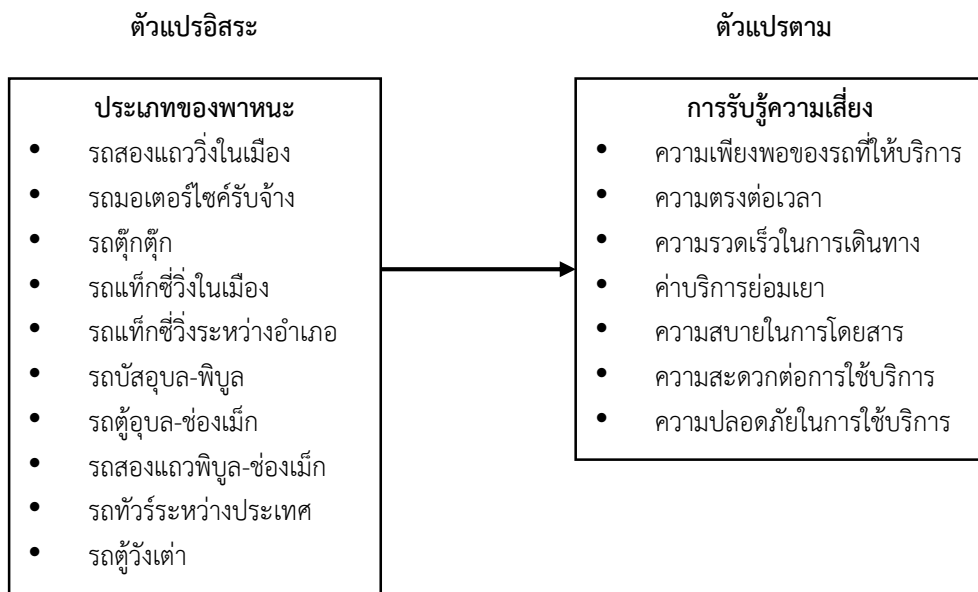 ตัวแปรอิสระ
ตัวแปรตาม
ประเภทของพาหนะ
• รถสองแถววิ่งในเมือง
• รถมอเตอร์ไซค์รับจ้าง
• รถตุ๊กตุ๊ก
• รถแท็กซี่วิ่งในเมือง
• รถแท็กซี่วิ่งระหว่างอำเภอ
• รถบัสอุบล-พิบูล
• รถตู้อุบล-ช่องเม็ก
• รถสองแถวพิบูล-ช่องเม็ก
• รถทัวร์ระหว่างประเทศ
• รถตู้วังเต่า
การรับรู้ความเสี่ยง
• ความเพียงพอของรถที่ให้บริการ
• ความตรงต่อเวลา
• ความรวดเร็วในการเดินทาง
• ค่าบริการย่อมเยา
• ความสบายในการโดยสาร
• ความสะดวกต่อการใช้บริการ
• ความปลอดภัยในการใช้บริการ